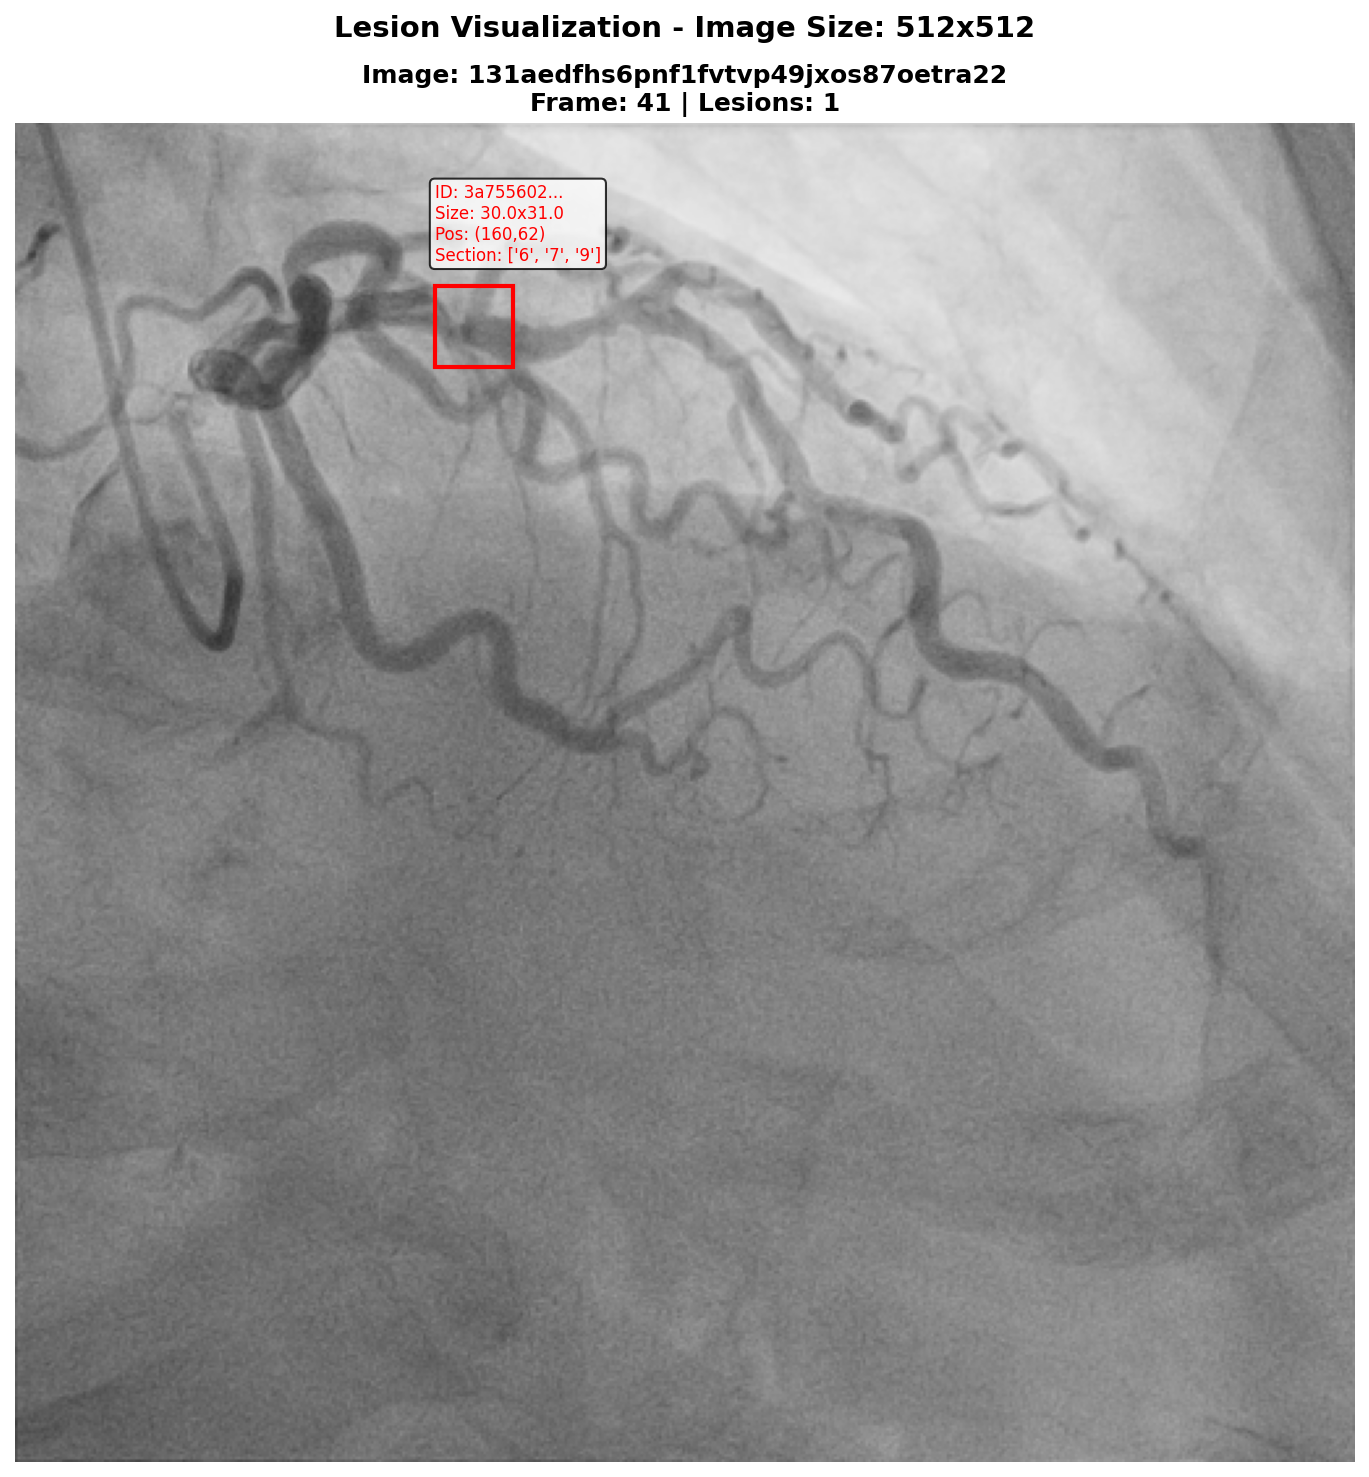 Lesion Visualization - Image Size: 512x512
Image: 131aedfhs6pnf1fvtvp49jxos87oetra22
Frame: 41 | Lesions: 1
ID: 3a755602...
Size: 30.0x31.0
Pos: (160,62)
Section: ['6', '7', '9']